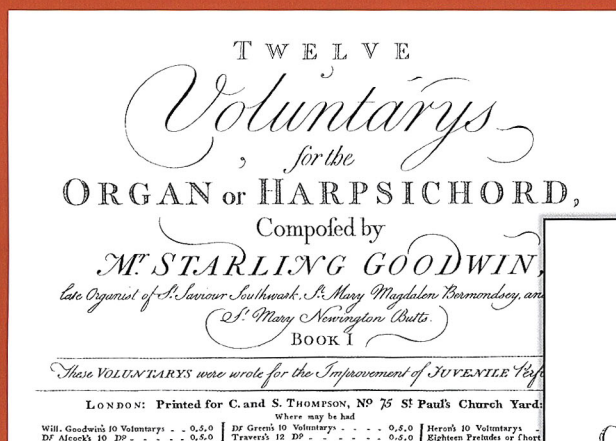 TWELVE
Voluntarys
for the
ORGAN or HARPSICHORD,
Compoſed by
Mr. STARLING GOODWIN,
late Organist of St. Saviour Southwark, St. Mary Magdalen Bermondsey, and
St. Mary Newington Butts.
BOOK I
These VOLUNTARYS were wrote for the Improvement of JUVENILE Perfo
LONDON: Printed for C. and S. THOMPSON, No 75 St Paul's Church Yard:
Where may be had
Will. Goodwin's 10 Voluntarys - - 0,5,0 Dr Green's 10 Voluntarys - - - 0,5,0 Heron's 10 Voluntarys
Dr Alcock's 10 Do - - - - 0,5,0 Travers's 12 Do - - - - - 0,5,0 Eighteen Preludes or Short